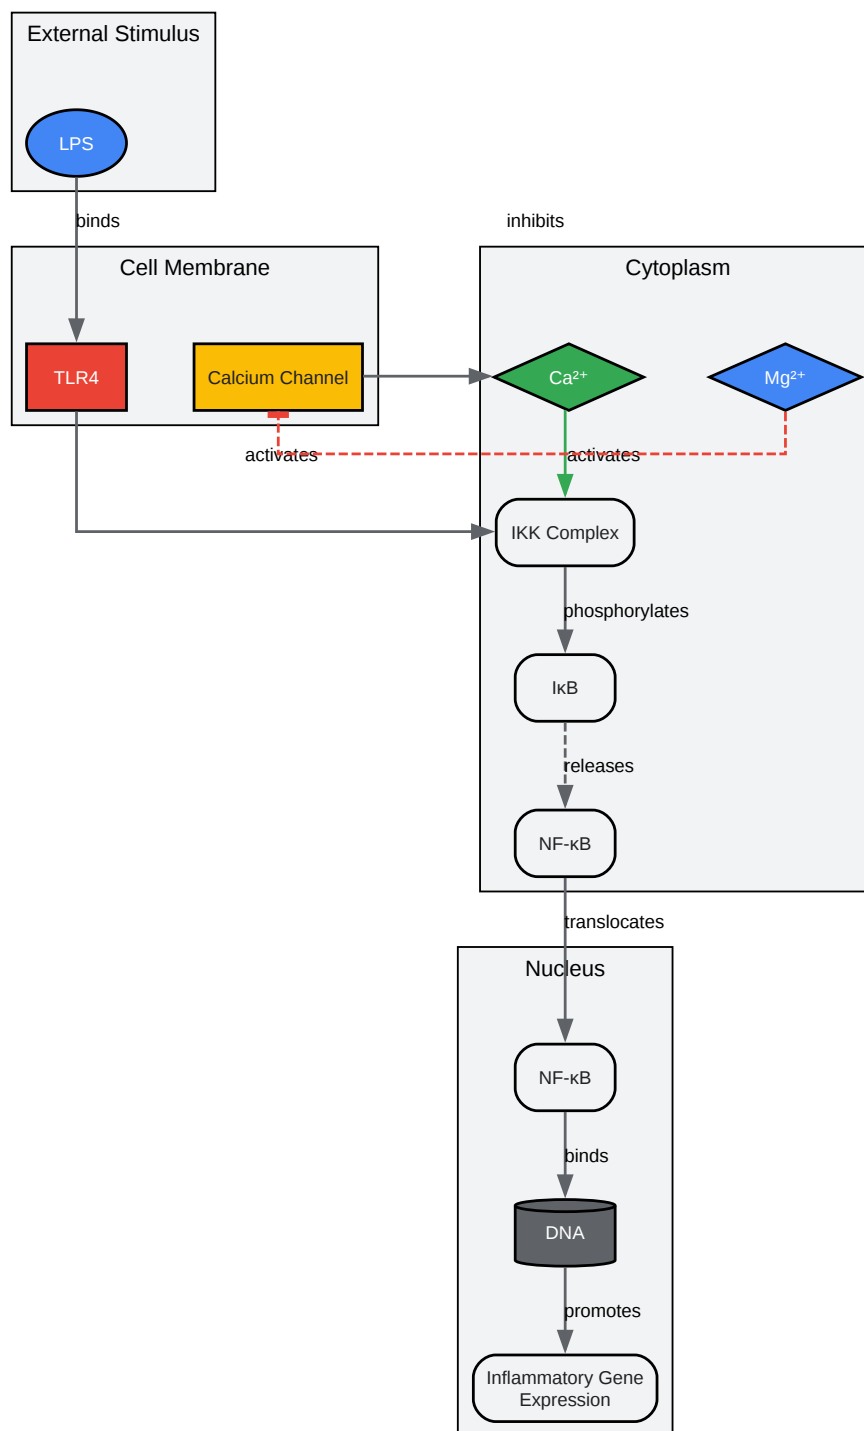 External Stimulus
LPS
binds
inhibits
Cell Membrane
Cytoplasm
TLR4
Calcium Channel
Ca²⁺
Mg²⁺
activates
activates
IKK Complex
phosphorylates
IκB
releases
NF-κB
translocates
Nucleus
NF-κB
binds
DNA
promotes
Inflammatory Gene
Expression